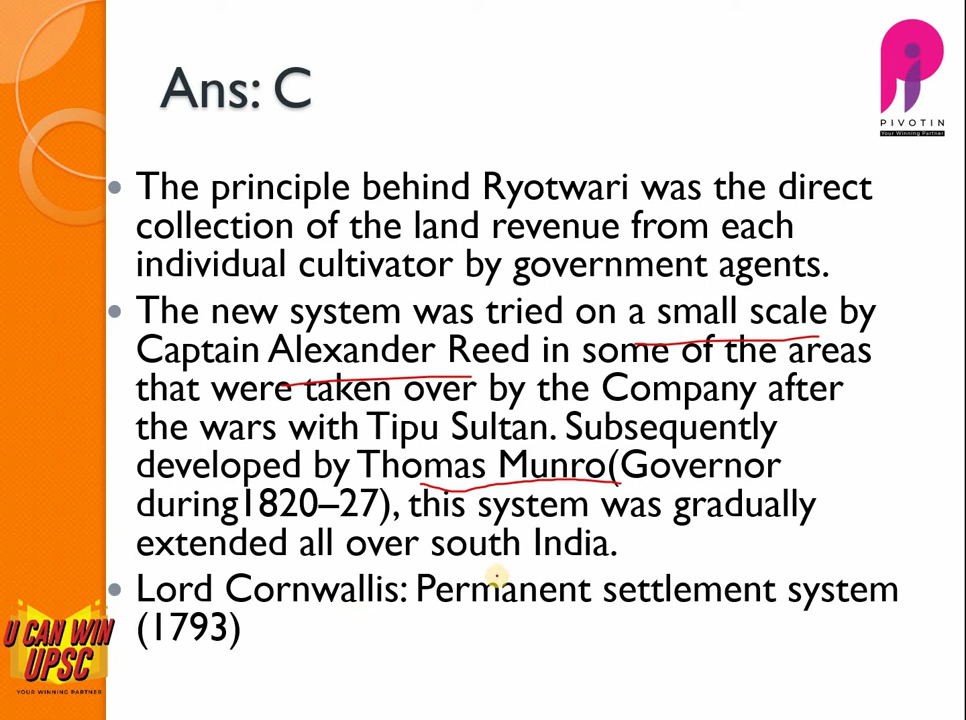 Ans: C
PIVOTIN
Your Winning Partner
The principle behind Ryotwari was the direct
collection of the land revenue from each
individual cultivator by government agents.
The new system was tried on a small scale by
Captain Alexander Reed in some of the areas
that were taken over by the Company after
the wars with Tipu Sultan. Subsequently
developed by Thomas Munro(Governor
during1820–27), this system was gradually
extended all over south India.
Lord Cornwallis: Permanent settlement system
(1793)
U CAN WIN
UPSC
YOUR WINNING PARTNER